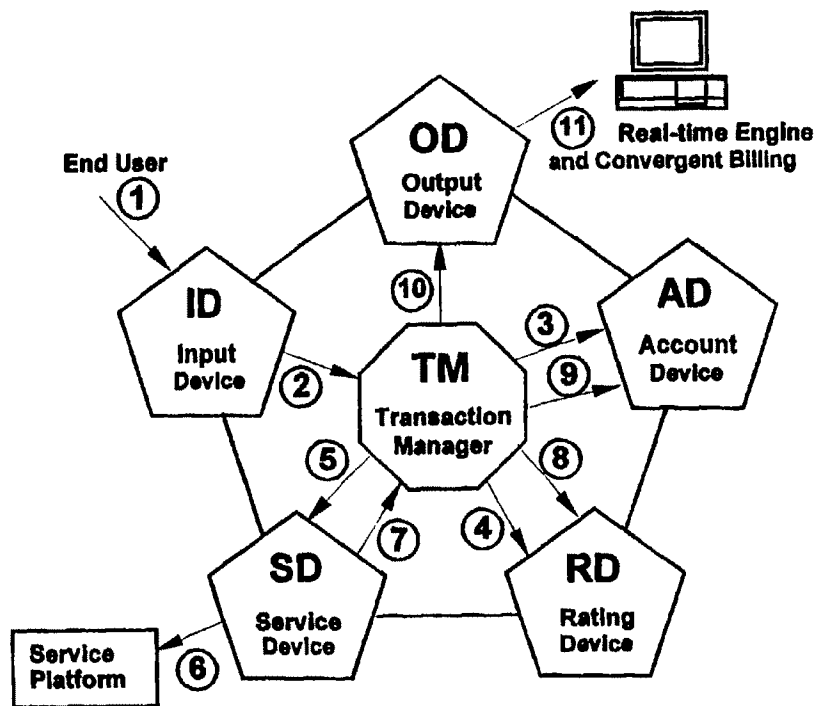 OD
Output
Device
11
Real-time Engine
and Convergent Billing
End User
1
ID
Input
Device
2
10
3
AD
Account
Device
9
TM
Transaction
Manager
5
7
4
8
SD
Service
Device
RD
Rating
Device
6
Service
Platform